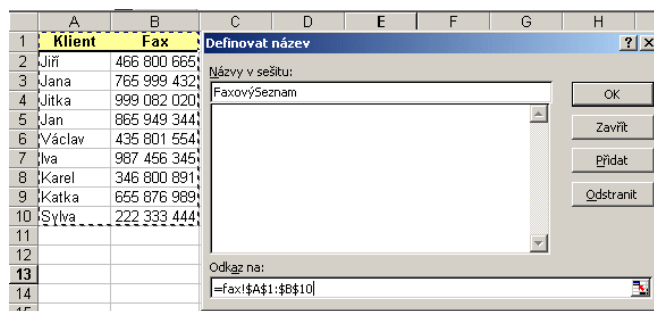 A B C D E F G H
1 Klient Fax
2 Jiří 466 800 665
3 Jana 765 999 432
4 Jitka 999 082 020
5 Jan 865 949 344
6 Václav 435 801 554
7 Iva 987 456 345
8 Karel 346 800 891
9 Katka 655 876 989
10 Sylva 222 333 444
11
12
13
14
Definovat název
Názvy v sešitu:
FaxovýSeznam
OK
Zavřít
Přidat
Odstranit
Odkaz na:
=fax!$A$1:$B$10